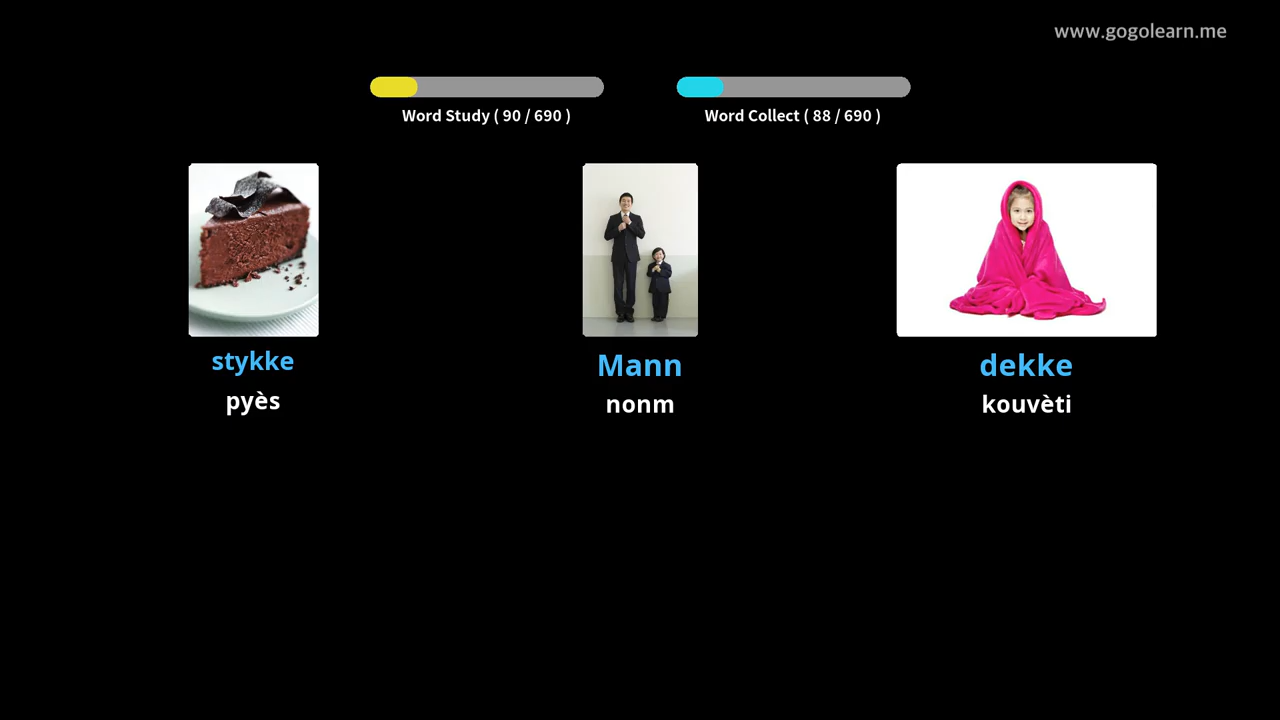 www.gogolearn.me
Word Study ( 90 / 690 )
Word Collect ( 88 / 690 )
stykke
Mann
dekke
pyès
nonm
kouvèti